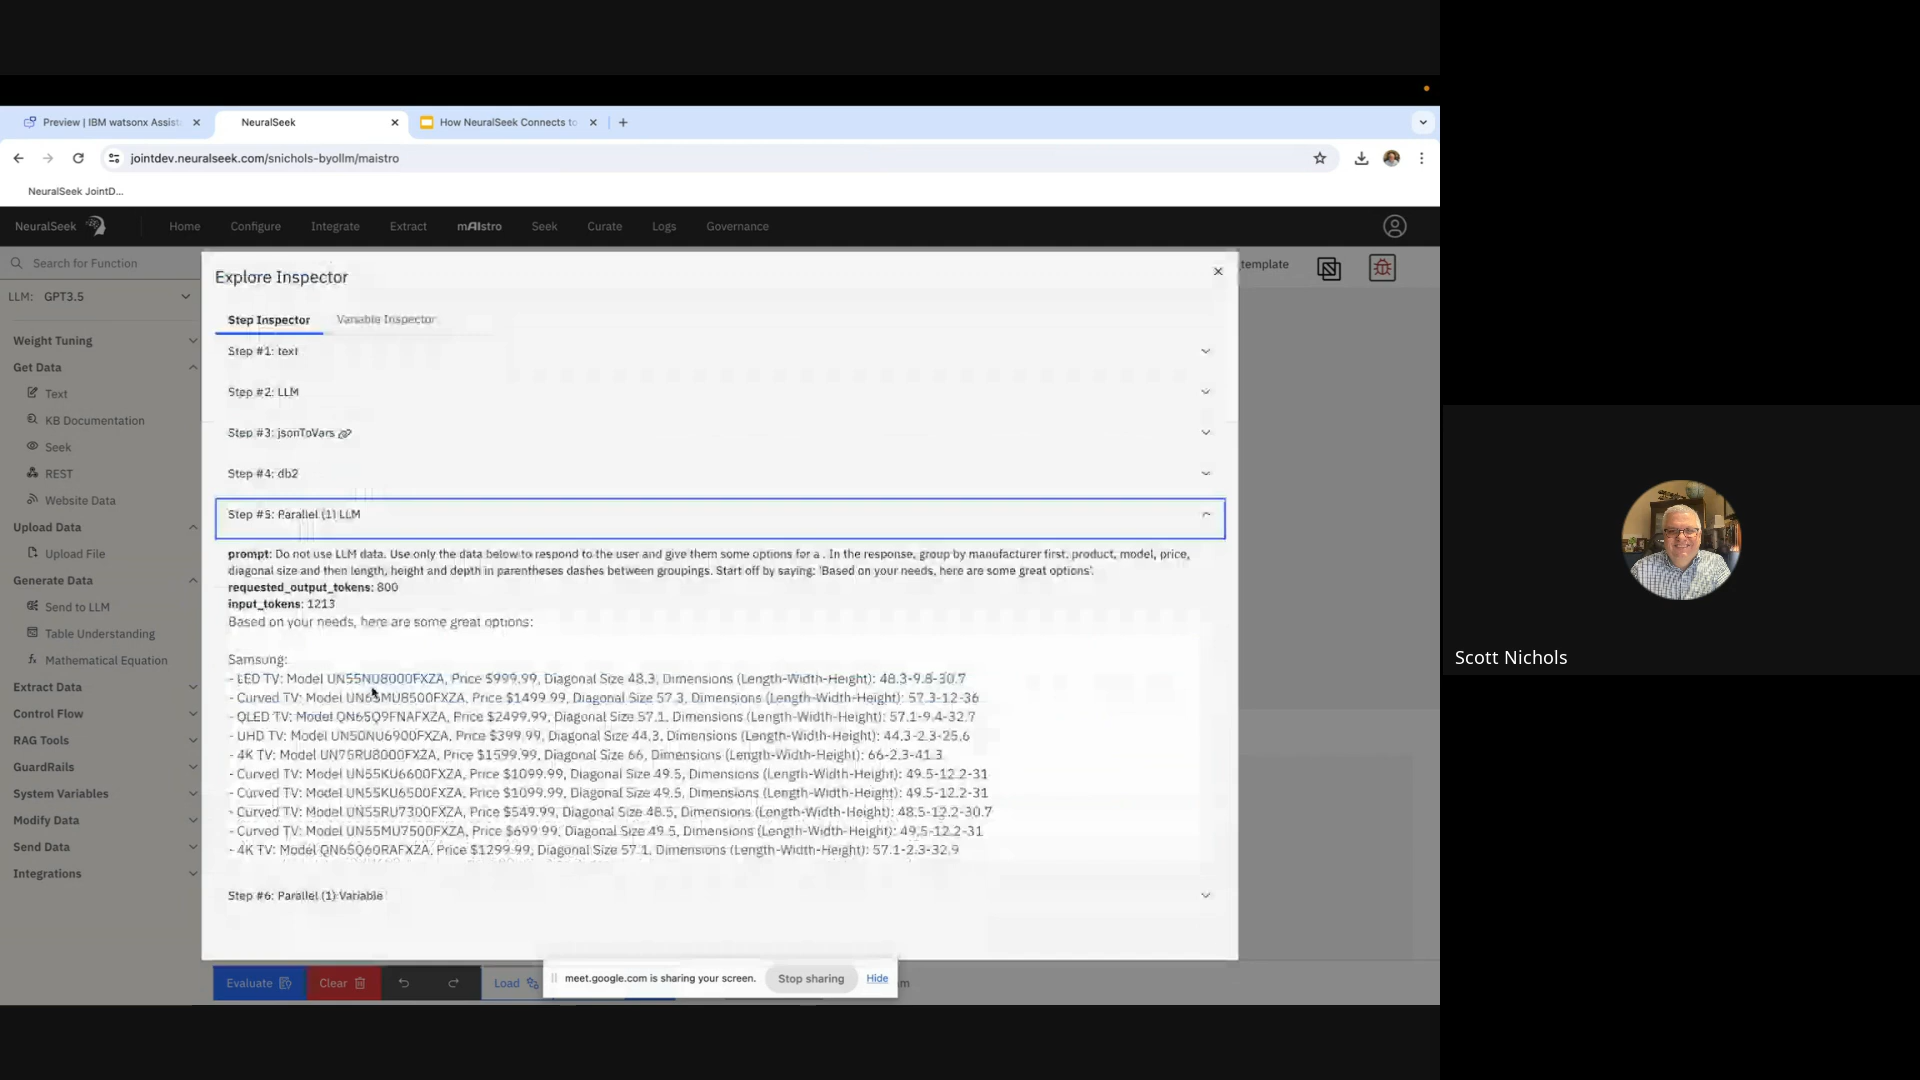 Preview | IBM watsonx Assist
NeuralSeek
How NeuralSeek Connects to
jointdev.neuralseek.com/snichols-byollm/maistro
NeuralSeek JointD...
NeuralSeek
Home
Configure
Integrate
Extract
mAIstro
Seek
Curate
Logs
Governance
Search for Function
template
LLM: GPT3.5
Weight Tuning
Get Data
Text
KB Documentation
Seek
REST
Website Data
Upload Data
Upload File
Generate Data
Send to LLM
Table Understanding
Mathematical Equation
Extract Data
Control Flow
RAG Tools
GuardRails
System Variables
Modify Data
Send Data
Integrations
Explore Inspector
Step Inspector
Variable Inspector
Step #1: text
Step #2: LLM
Step #3: jsonToVars
Step #4: db2
Step #5: Parallel (1) LLM
prompt: Do not use LLM data. Use only the data below to respond to the user and give them some options for a . In the response, group by manufacturer first, product, model, price,
diagonal size and then length, height and depth in parentheses dashes between groupings. Start off by saying: 'Based on your needs, here are some great options'.
requested_output_tokens: 800
input_tokens: 1213
Based on your needs, here are some great options:
Samsung:
- LED TV: Model UN55NU8000FXZA, Price $999.99, Diagonal Size 48.3, Dimensions (Length-Width-Height): 48.3-9.8-30.7
- Curved TV: Model UN65MU8500FXZA, Price $1499.99, Diagonal Size 57.3, Dimensions (Length-Width-Height): 57.3-12-36
- QLED TV: Model QN65Q9FNAFXZA, Price $2499.99, Diagonal Size 57.1, Dimensions (Length-Width-Height): 57.1-9.4-32.7
- UHD TV: Model UN50NU6900FXZA, Price $399.99, Diagonal Size 44.3, Dimensions (Length-Width-Height): 44.3-2.3-25.6
- 4K TV: Model UN75RU8000FXZA, Price $1599.99, Diagonal Size 66, Dimensions (Length-Width-Height): 66-2.3-41.3
- Curved TV: Model UN55KU6600FXZA, Price $1099.99, Diagonal Size 49.5, Dimensions (Length-Width-Height): 49.5-12.2-31
- Curved TV: Model UN55KU6500FXZA, Price $1099.99, Diagonal Size 49.5, Dimensions (Length-Width-Height): 49.5-12.2-31
- Curved TV: Model UN55RU7300FXZA, Price $549.99, Diagonal Size 48.5, Dimensions (Length-Width-Height): 48.5-12.2-30.7
- Curved TV: Model UN55MU7500FXZA, Price $699.99, Diagonal Size 49.5, Dimensions (Length-Width-Height): 49.5-12.2-31
- 4K TV: Model QN65Q60RAFXZA, Price $1299.99, Diagonal Size 57.1, Dimensions (Length-Width-Height): 57.1-2.3-32.9
Step #6: Parallel (1) Variable
Evaluate
Clear
Load
meet.google.com is sharing your screen.
Stop sharing
Hide
Scott Nichols